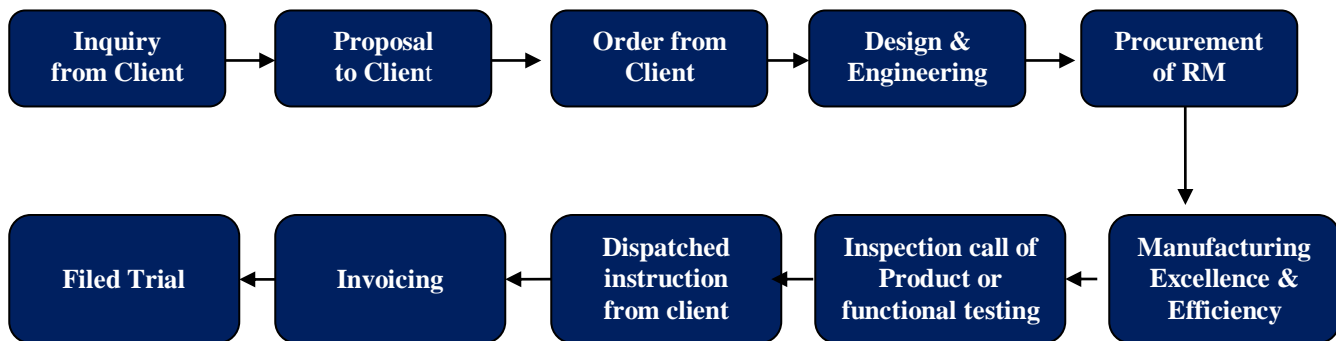 Inquiry
from Client
Proposal
to Client
Order from
Client
Design &
Engineering
Procurement
of RM
Filed Trial
Invoicing
Dispatched
instruction
from client
Inspection call of
Product or
functional testing
Manufacturing
Excellence &
Efficiency